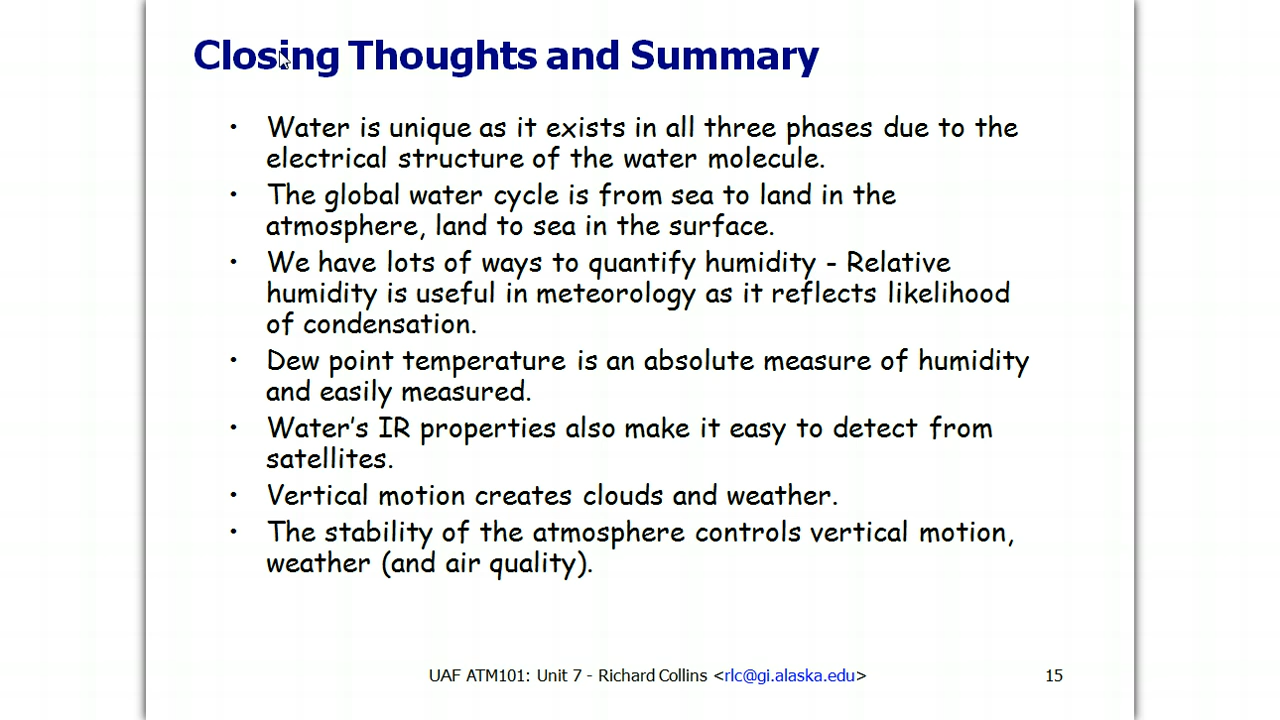 Closing Thoughts and Summary
• Water is unique as it exists in all three phases due to the
electrical structure of the water molecule.
• The global water cycle is from sea to land in the
atmosphere, land to sea in the surface.
• We have lots of ways to quantify humidity - Relative
humidity is useful in meteorology as it reflects likelihood
of condensation.
• Dew point temperature is an absolute measure of humidity
and easily measured.
• Water's IR properties also make it easy to detect from
satellites.
• Vertical motion creates clouds and weather.
• The stability of the atmosphere controls vertical motion,
weather (and air quality).
UAF ATM101: Unit 7 - Richard Collins <rlc@gi.alaska.edu> 15